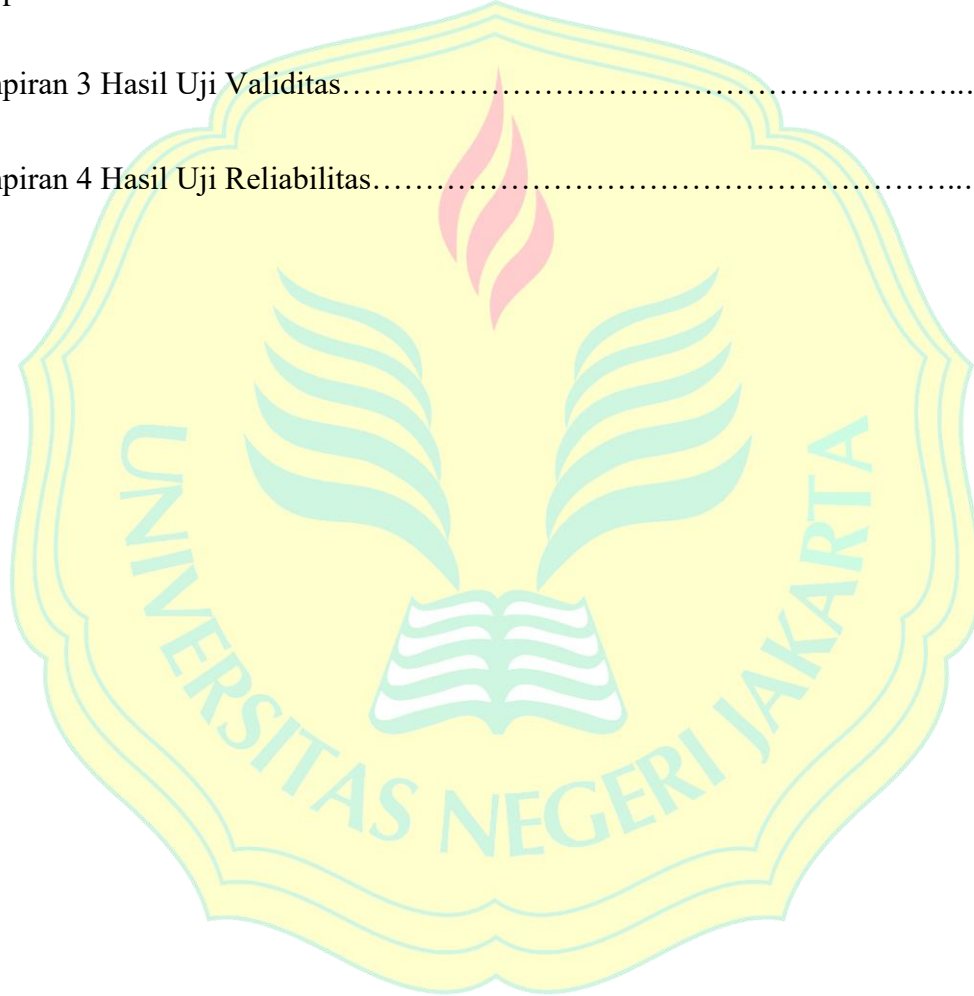 piran 3 Hasil Uji Validitas…………………………………………………………..…
piran 4 Hasil Uji Reliabilitas………………………………………………………..…
UNIVERSITAS NEGERI JAKARTA